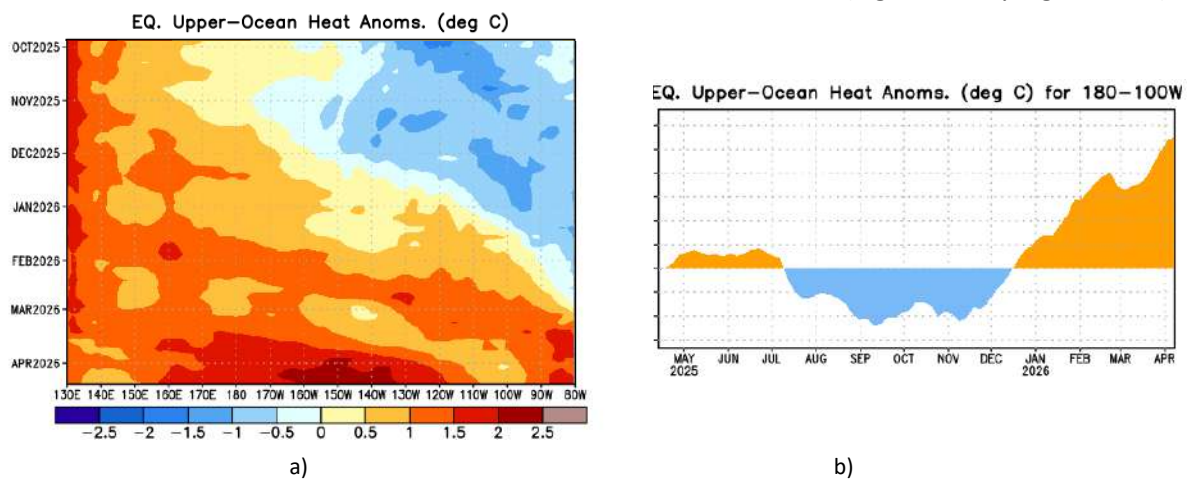 EQ. Upper-Ocean Heat Anoms. (deg C)
OCT2025
NOV2025
DEC2025
JAN2026
FEB2026
MAR2026
APR2026
130E 140E 150E 160E 170E 180 170W 160W 150W 140W 130W 120W 110W 100W 90W 80W
-2.5 -2 -1.5 -1 -0.5 0 0.5 1 1.5 2 2.5
a)
EQ. Upper-Ocean Heat Anoms. (deg C) for 180-100W
MAY JUN JUL AUG SEP OCT NOV DEC JAN FEB MAR APR
2025 2026
b)